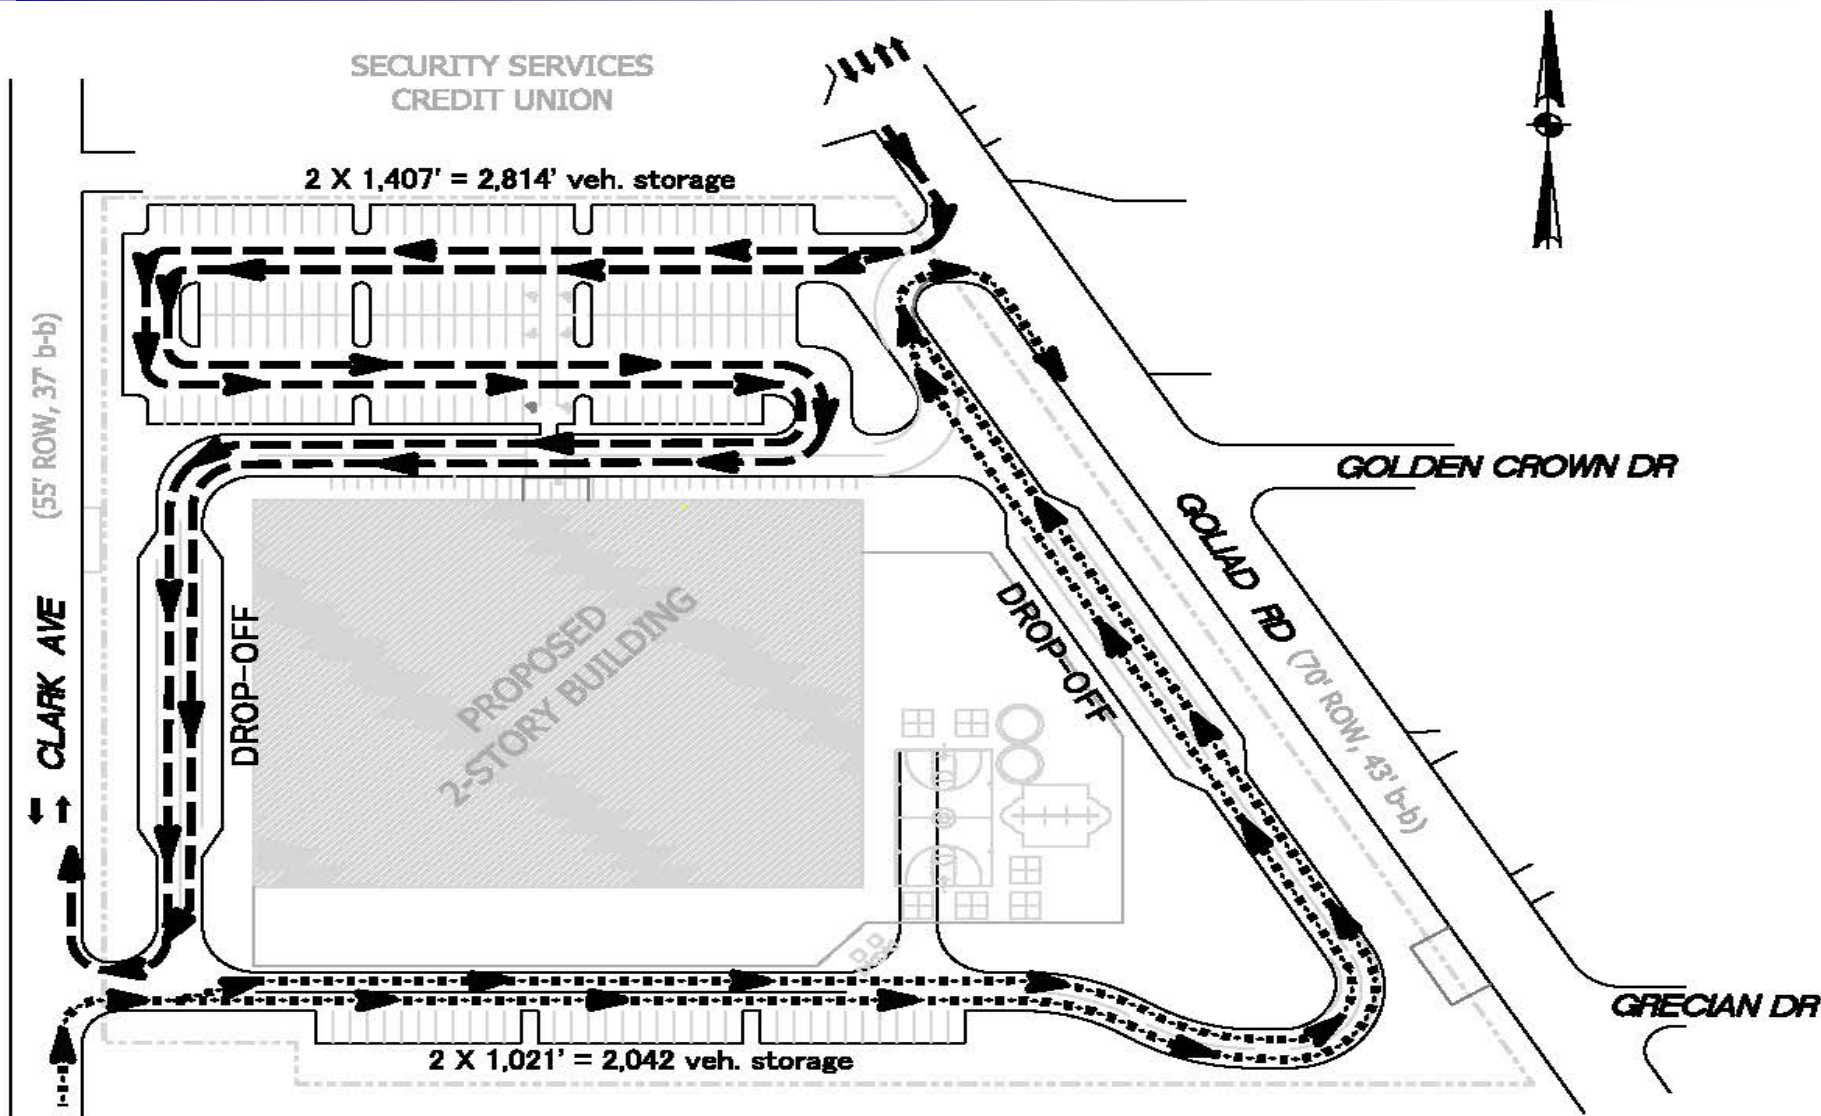 SECURITY SERVICES
CREDIT UNION
2 X 1,407' = 2,814' veh. storage
(55' ROW, 37' b-b)
CLARK AVE
GOLDEN CROWN DR
GOLIAD RD
(70' ROW, 43' b-b)
DROP-OFF
PROPOSED
2-STORY BUILDING
DROP-OFF
GRECIAN DR
2 X 1,021' = 2,042 veh. storage